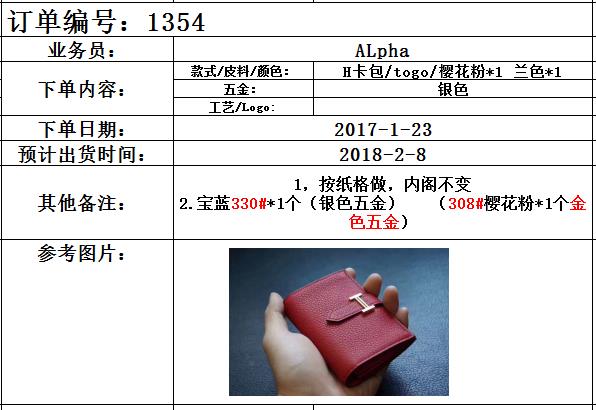 订单编号：1354
业务员： ALpha
下单内容：
款式/皮料/颜色： H卡包/togo/樱花粉*1 兰色*1
五金： 银色
工艺/Logo:
下单日期： 2017-1-23
预计出货时间： 2018-2-8
其他备注：
1，按纸格做，内阁不变
2.宝蓝330#*1个（银色五金） （308#樱花粉*1个金
色五金）
参考图片：